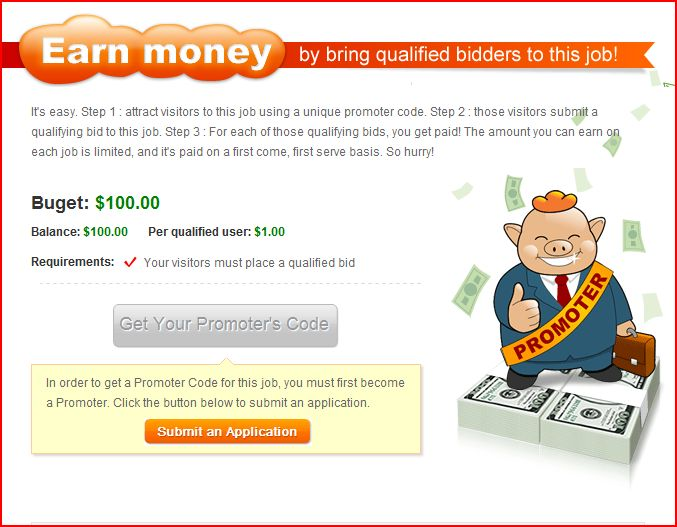 Earn money by bring qualified bidders to this job!
It's easy. Step 1 : attract visitors to this job using a unique promoter code. Step 2 : those visitors submit a
qualifying bid to this job. Step 3 : For each of those qualifying bids, you get paid! The amount you can earn on
each job is limited, and it's paid on a first come, first serve basis. So hurry!
Buget: $100.00
Balance: $100.00 Per qualified user: $1.00
Requirements: Your visitors must place a qualified bid
PROMOTER
Get Your Promoter's Code
In order to get a Promoter Code for this job, you must first become
a Promoter. Click the button below to submit an application.
Submit an Application